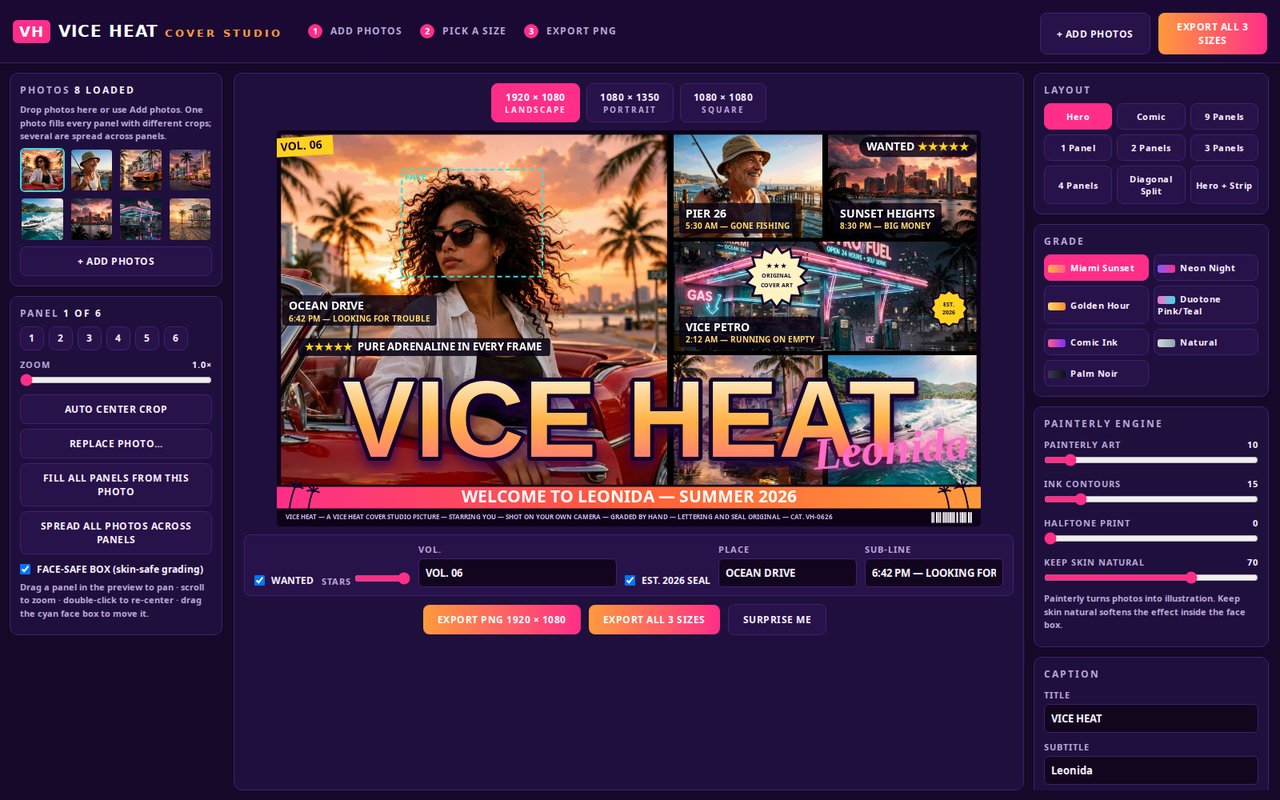 VH VICE HEAT COVER STUDIO
1 ADD PHOTOS 2 PICK A SIZE 3 EXPORT PNG
+ ADD PHOTOS
EXPORT ALL 3 SIZES
PHOTOS 8 LOADED
Drop photos here or use Add photos. One
photo fills every panel with different crops;
several are spread across panels.
+ ADD PHOTOS
PANEL 1 OF 6
1 2 3 4 5 6
ZOOM 1.0×
AUTO CENTER CROP
REPLACE PHOTO…
FILL ALL PANELS FROM THIS
PHOTO
SPREAD ALL PHOTOS ACROSS
PANELS
FACE-SAFE BOX (skin-safe grading)
Drag a panel in the preview to pan · scroll
to zoom · double-click to re-center · drag
the cyan face box to move it.
1920 × 1080
LANDSCAPE
1080 × 1350
PORTRAIT
1080 × 1080
SQUARE
VOL. 06
FACE
WANTED ★★★★★
PIER 26
5:30 AM — GONE FISHING
SUNSET HEIGHTS
8:30 PM — BIG MONEY
OCEAN DRIVE
6:42 PM — LOOKING FOR TROUBLE
★★★★★ PURE ADRENALINE IN EVERY FRAME
OPEN 24 HOURS • SELF SERVE
GAS
ICE
★★★
ORIGINAL
COVER ART
EST.
2026
VICE PETRO
2:12 AM — RUNNING ON EMPTY
VICE HEAT
Leonida
WELCOME TO LEONIDA — SUMMER 2026
VICE HEAT — A VICE HEAT COVER STUDIO PICTURE — STARRING YOU — SHOT ON YOUR OWN CAMERA — GRADED BY HAND — LETTERING AND SEAL ORIGINAL — CAT. VH-0626
WANTED STARS
VOL.
VOL. 06
EST. 2026 SEAL
PLACE
OCEAN DRIVE
SUB-LINE
6:42 PM — LOOKING FOR
EXPORT PNG 1920 × 1080
EXPORT ALL 3 SIZES
SURPRISE ME
LAYOUT
Hero Comic 9 Panels
1 Panel 2 Panels 3 Panels
4 Panels Diagonal Split Hero + Strip
GRADE
Miami Sunset Neon Night
Golden Hour Duotone Pink/Teal
Comic Ink Natural
Palm Noir
PAINTERLY ENGINE
PAINTERLY ART 10
INK CONTOURS 15
HALFTONE PRINT 0
KEEP SKIN NATURAL 70
Painterly turns photos into illustration. Keep
skin natural softens the effect inside the face
box.
CAPTION
TITLE
VICE HEAT
SUBTITLE
Leonida